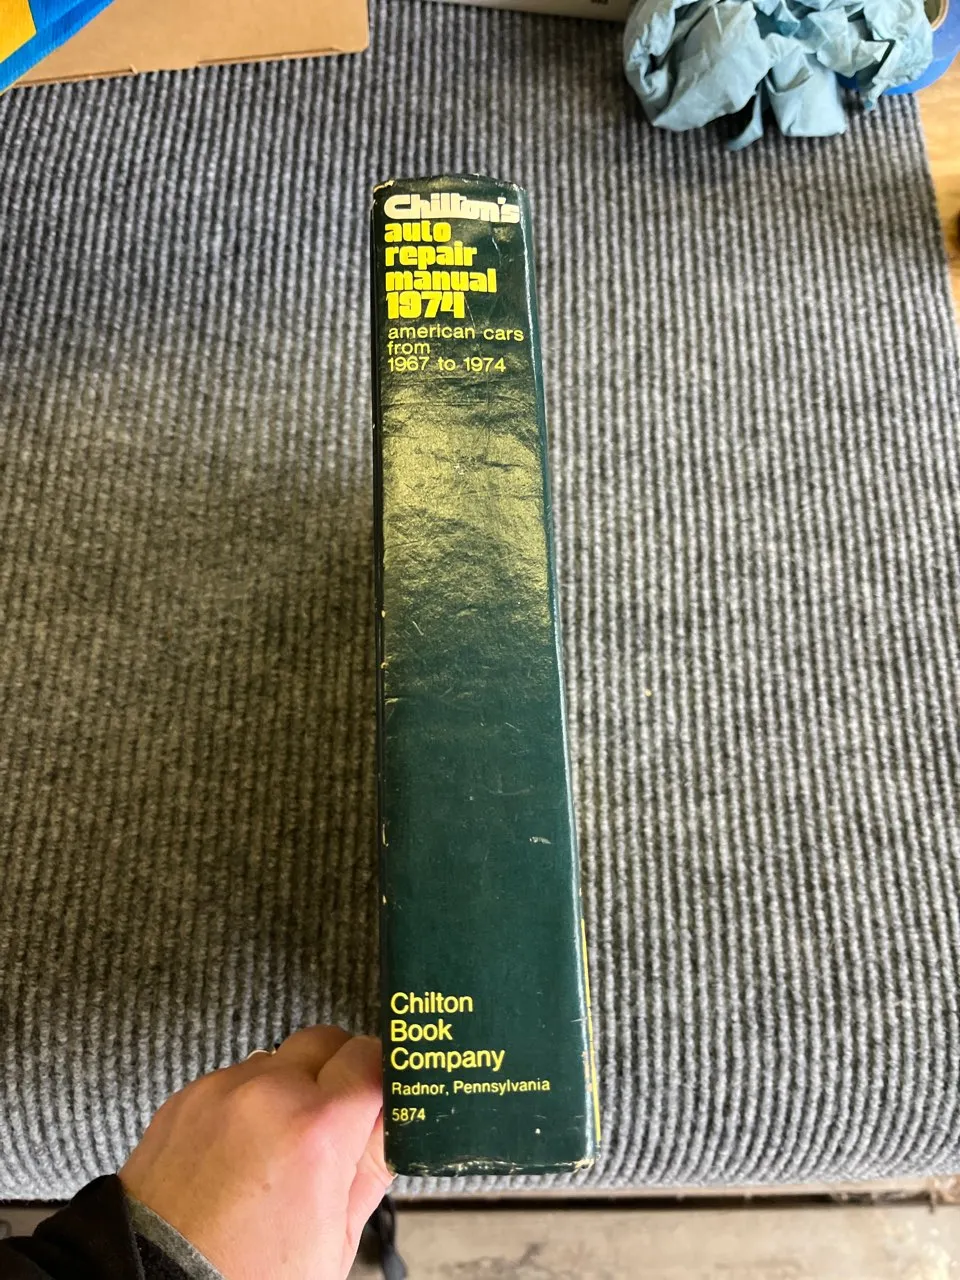 Chilton's
auto
repair
manual
1974
american cars
from
1967 to 1974
Chilton
Book
Company
Radnor, Pennsylvania
5874